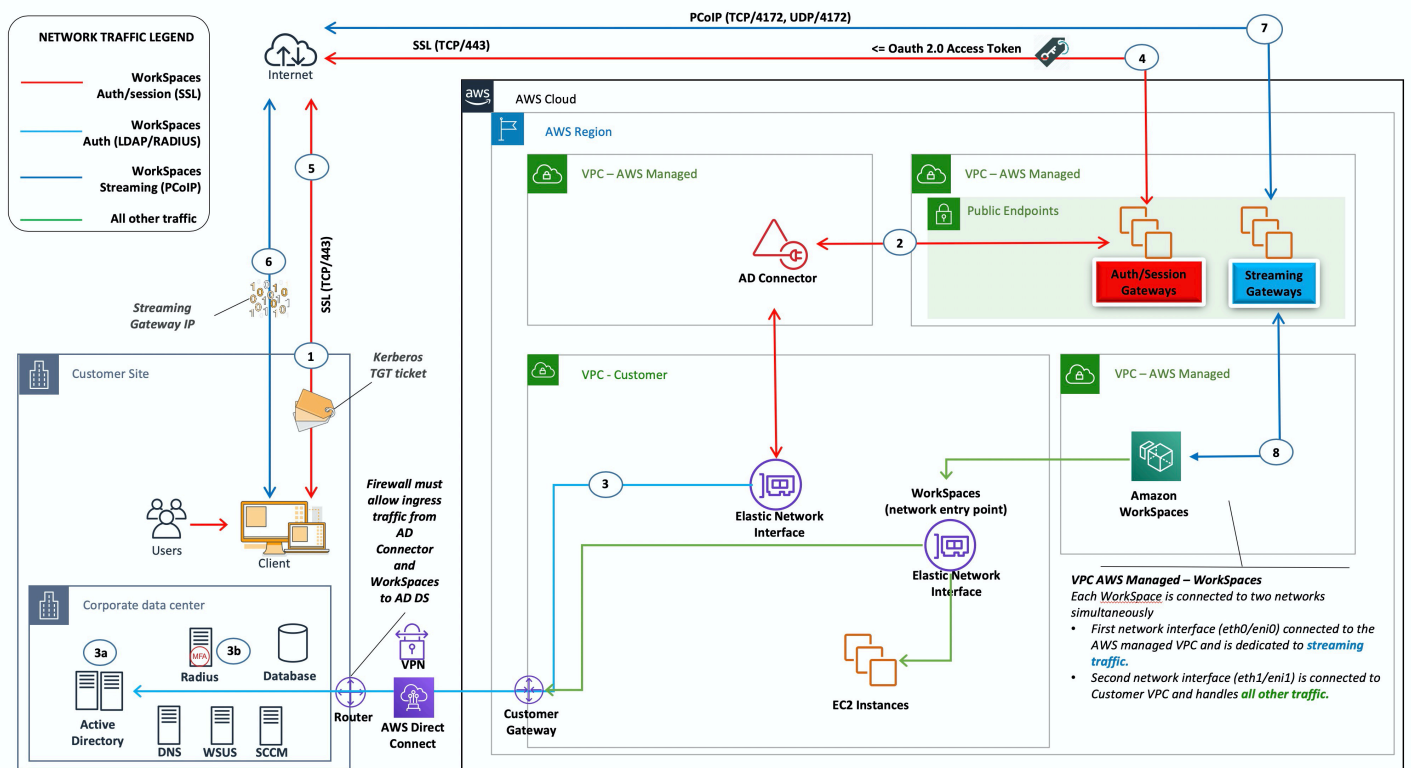 PCoIP (TCP/4172, UDP/4172)
7
NETWORK TRAFFIC LEGEND
WorkSpaces
Auth/session (SSL)
WorkSpaces
Auth (LDAP/RADIUS)
WorkSpaces
Streaming (PCoIP)
All other traffic
Internet
SSL (TCP/443)
<= Oauth 2.0 Access Token
4
aws
AWS Cloud
AWS Region
VPC – AWS Managed
AD Connector
2
VPC – AWS Managed
Public Endpoints
Auth/Session
Gateways
Streaming
Gateways
5
6
SSL (TCP/443)
Streaming
Gateway IP
1
Kerberos
TGT ticket
Customer Site
Users
Client
Firewall must
allow ingress
traffic from
AD
Connector
and
WorkSpaces
to AD DS
Corporate data center
3a
Active
Directory
MFA
3b
Radius
Database
DNS
WSUS
SCCM
Router
VPN
AWS Direct
Connect
Customer
Gateway
VPC - Customer
3
Elastic Network
Interface
WorkSpaces
(network entry point)
Elastic Network
Interface
EC2 Instances
VPC – AWS Managed
Amazon
WorkSpaces
8
VPC AWS Managed – WorkSpaces
Each WorkSpace is connected to two networks
simultaneously
• First network interface (eth0/eni0) connected to the
AWS managed VPC and is dedicated to streaming
traffic.
• Second network interface (eth1/eni1) is connected to
Customer VPC and handles all other traffic.